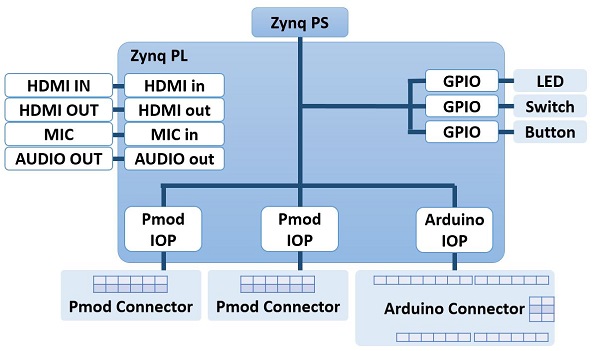 Zynq PS
Zynq PL
HDMI IN
HDMI in
HDMI OUT
HDMI out
MIC
MIC in
AUDIO OUT
AUDIO out
GPIO
LED
GPIO
Switch
GPIO
Button
Pmod
IOP
Pmod
IOP
Arduino
IOP
Pmod Connector
Pmod Connector
Arduino Connector